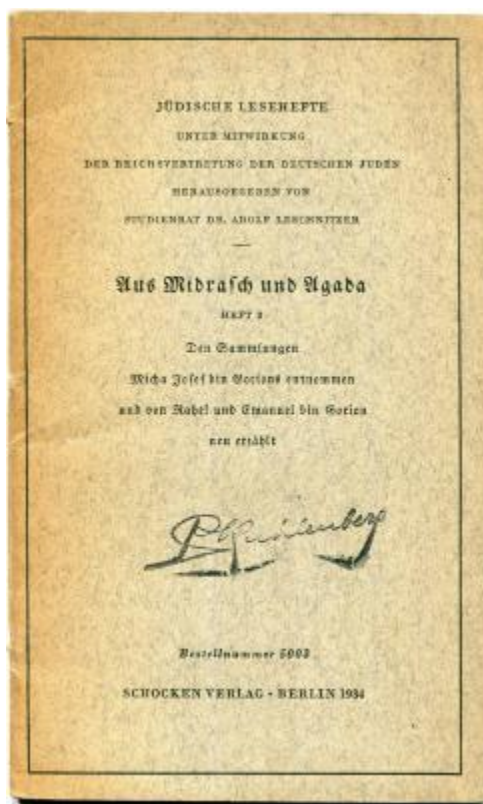 JÜDISCHE LESEHEFTE
UNTER MITWIRKUNG
DER REICHSVERTRETUNG DER DEUTSCHEN JUDEN
HERAUSGEGEBEN VON
STUDIENRAT DR. ADOLF LESCHNITZER
Aus Midrasch und Agada
HEFT 2
Den Sammlungen
Micha Josef bin Gorions entnommen
und von Rahel und Emanuel bin Gorion
neu erzählt
Bestellnummer 5003
SCHOCKEN VERLAG • BERLIN 1934